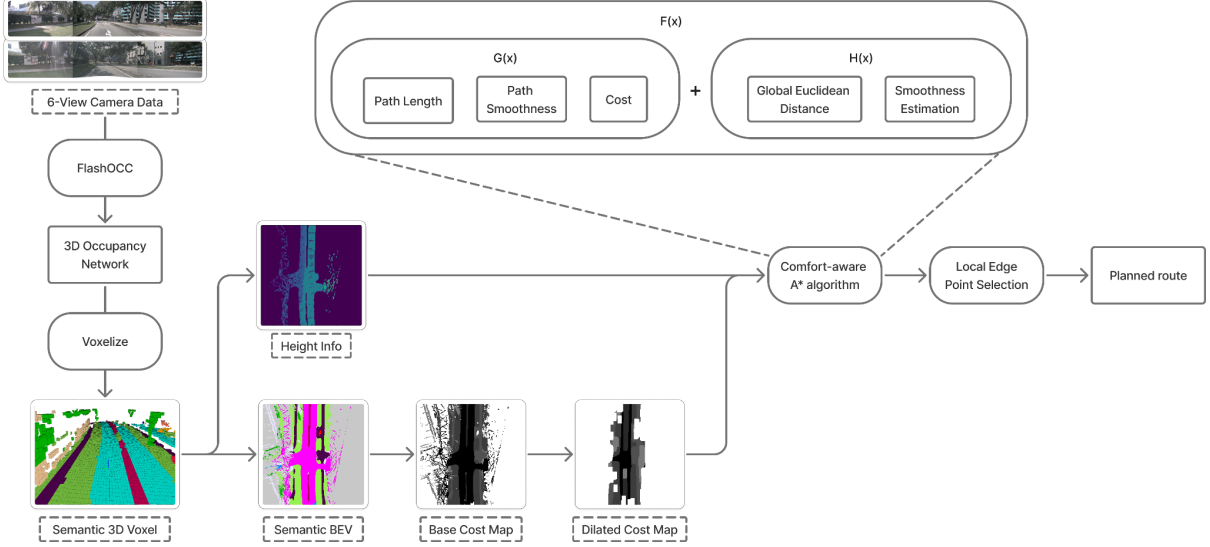 F(x)
G(x)
Path Length
Path
Smoothness
Cost
+
H(x)
Global Euclidean
Distance
Smoothness
Estimation
6-View Camera Data
FlashOCC
3D Occupancy
Network
Voxelize
Semantic 3D Voxel
Height Info
Semantic BEV
Base Cost Map
Dilated Cost Map
Comfort-aware
A* algorithm
Local Edge
Point Selection
Planned route